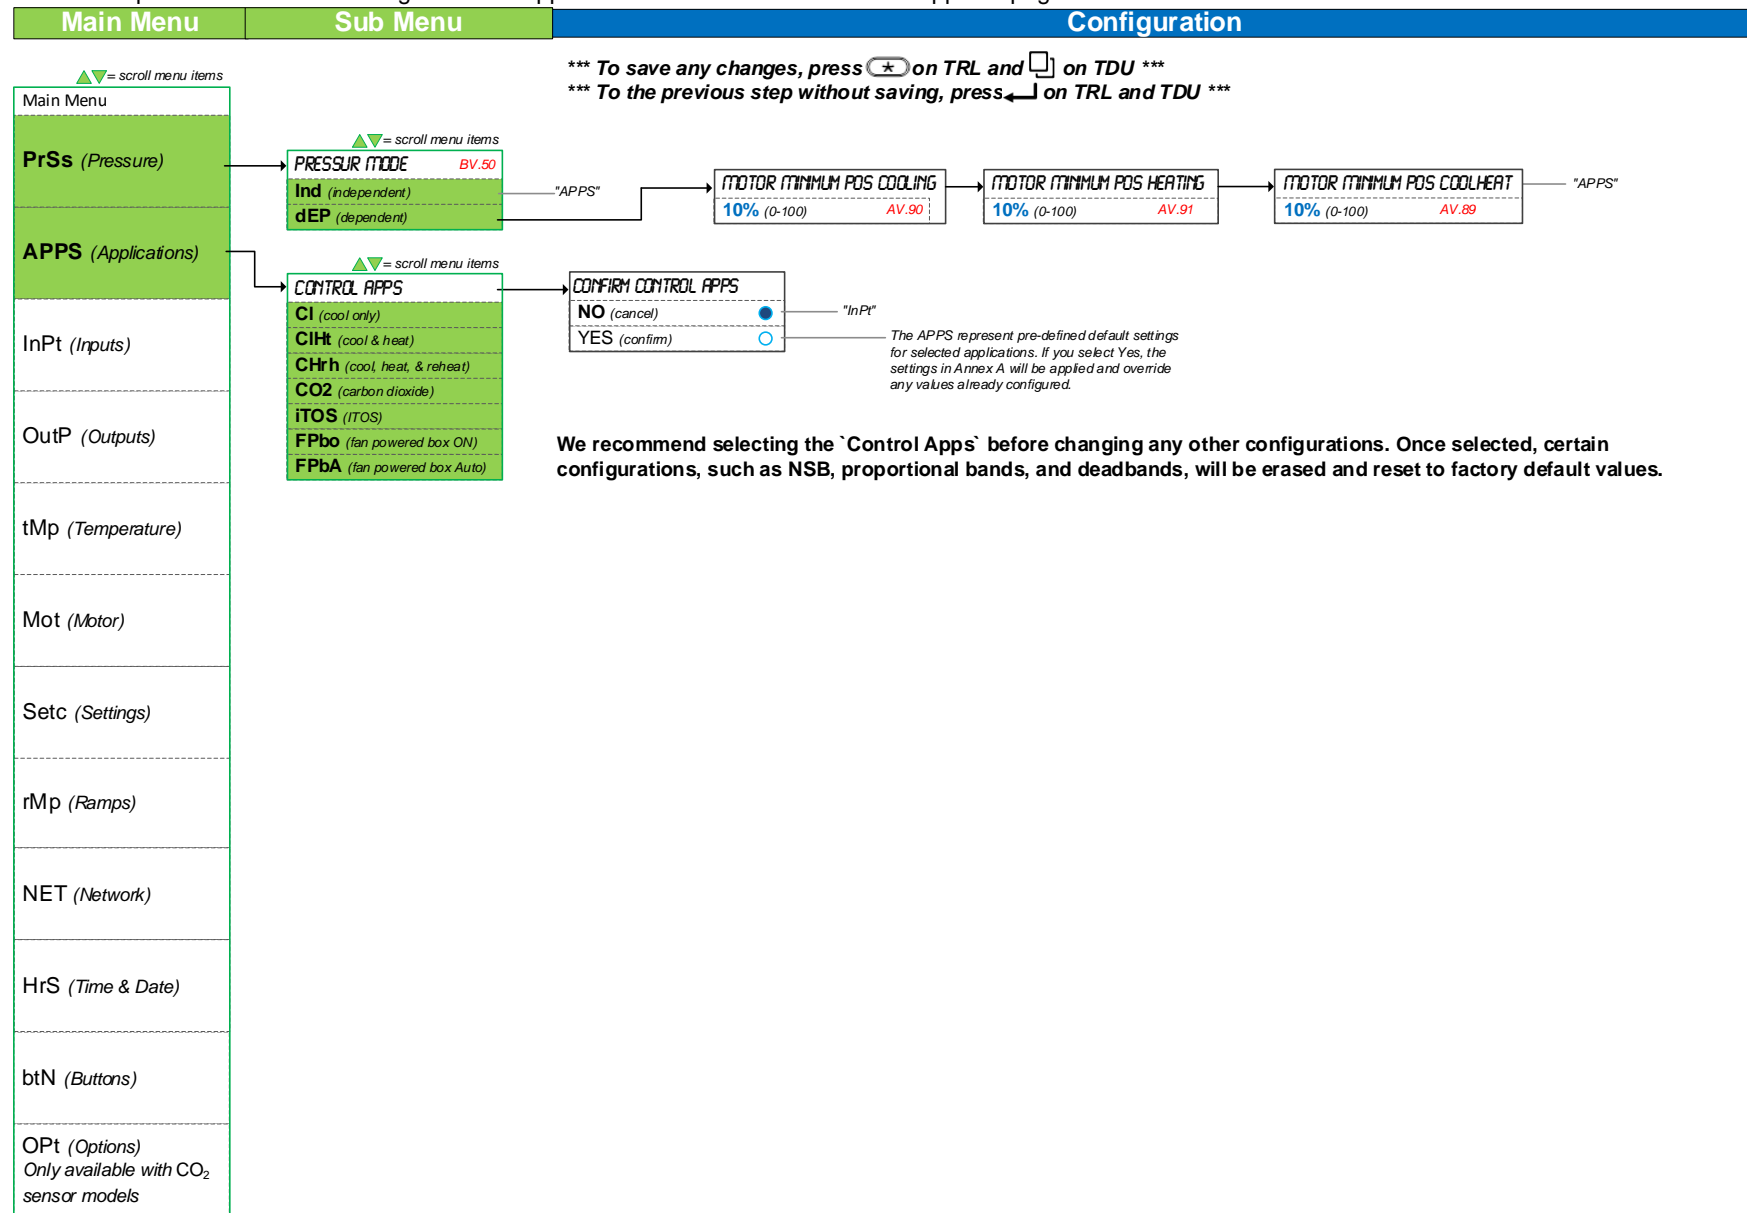 Main Menu
Sub Menu
Configuration
= scroll menu items
*** To save any changes, press * on TRL and on TDU ***
*** To the previous step without saving, press on TRL and TDU ***
Main Menu
PrSs (Pressure)
APPS (Applications)
InPt (Inputs)
OutP (Outputs)
tMp (Temperature)
Mot (Motor)
Setc (Settings)
rMp (Ramps)
NET (Network)
HrS (Time & Date)
btN (Buttons)
OPt (Options)
Only available with CO₂
sensor models
= scroll menu items
PRESSUR MODE BV.50
Ind (independent)
"APPS"
dEP (dependent)
MOTOR MINIMUM POS COOLING
10% (0-100) AV.90
MOTOR MINIMUM POS HEATING
10% (0-100) AV.91
MOTOR MINIMUM POS COOLHEAT
10% (0-100) AV.89
"APPS"
= scroll menu items
CONTROL APPS
Cl (cool only)
ClHt (cool & heat)
CHrh (cool, heat, & reheat)
CO2 (carbon dioxide)
iTOS (ITOS)
FPbo (fan powered box ON)
FPbA (fan powered box Auto)
CONFIRM CONTROL APPS
NO (cancel)
"InPt"
YES (confirm)
The APPS represent pre-defined default settings
for selected applications. If you select Yes, the
settings in Annex A will be applied and override
any values already configured.
We recommend selecting the `Control Apps` before changing any other configurations. Once selected, certain
configurations, such as NSB, proportional bands, and deadbands, will be erased and reset to factory default values.